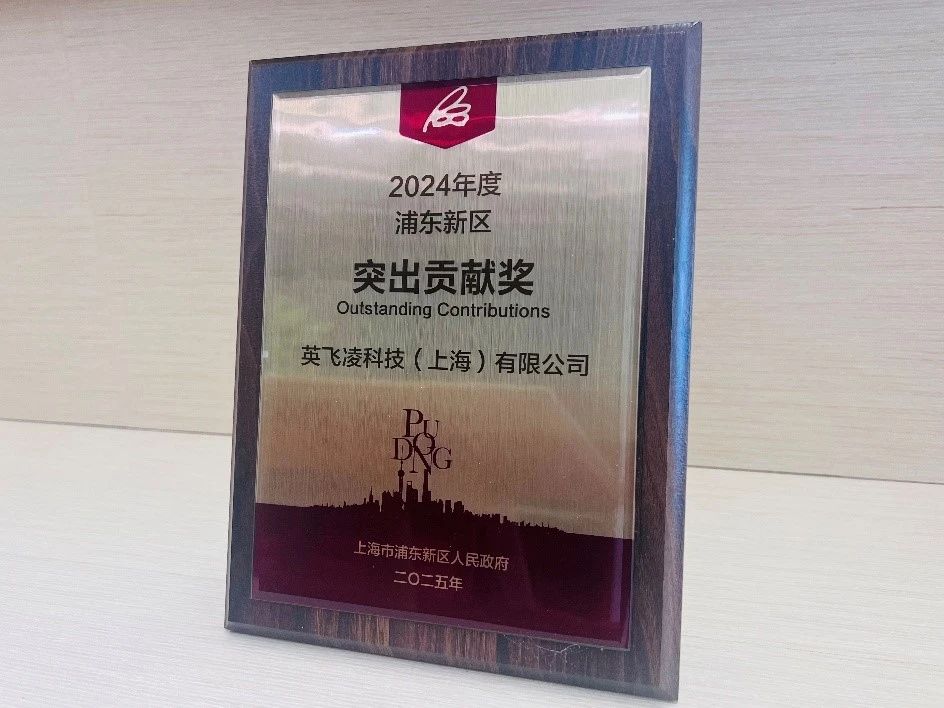 2024年度
浦东新区
突出贡献奖
Outstanding Contributions
英飞凌科技（上海）有限公司
PU
DONG
上海市浦东新区人民政府
二〇二五年